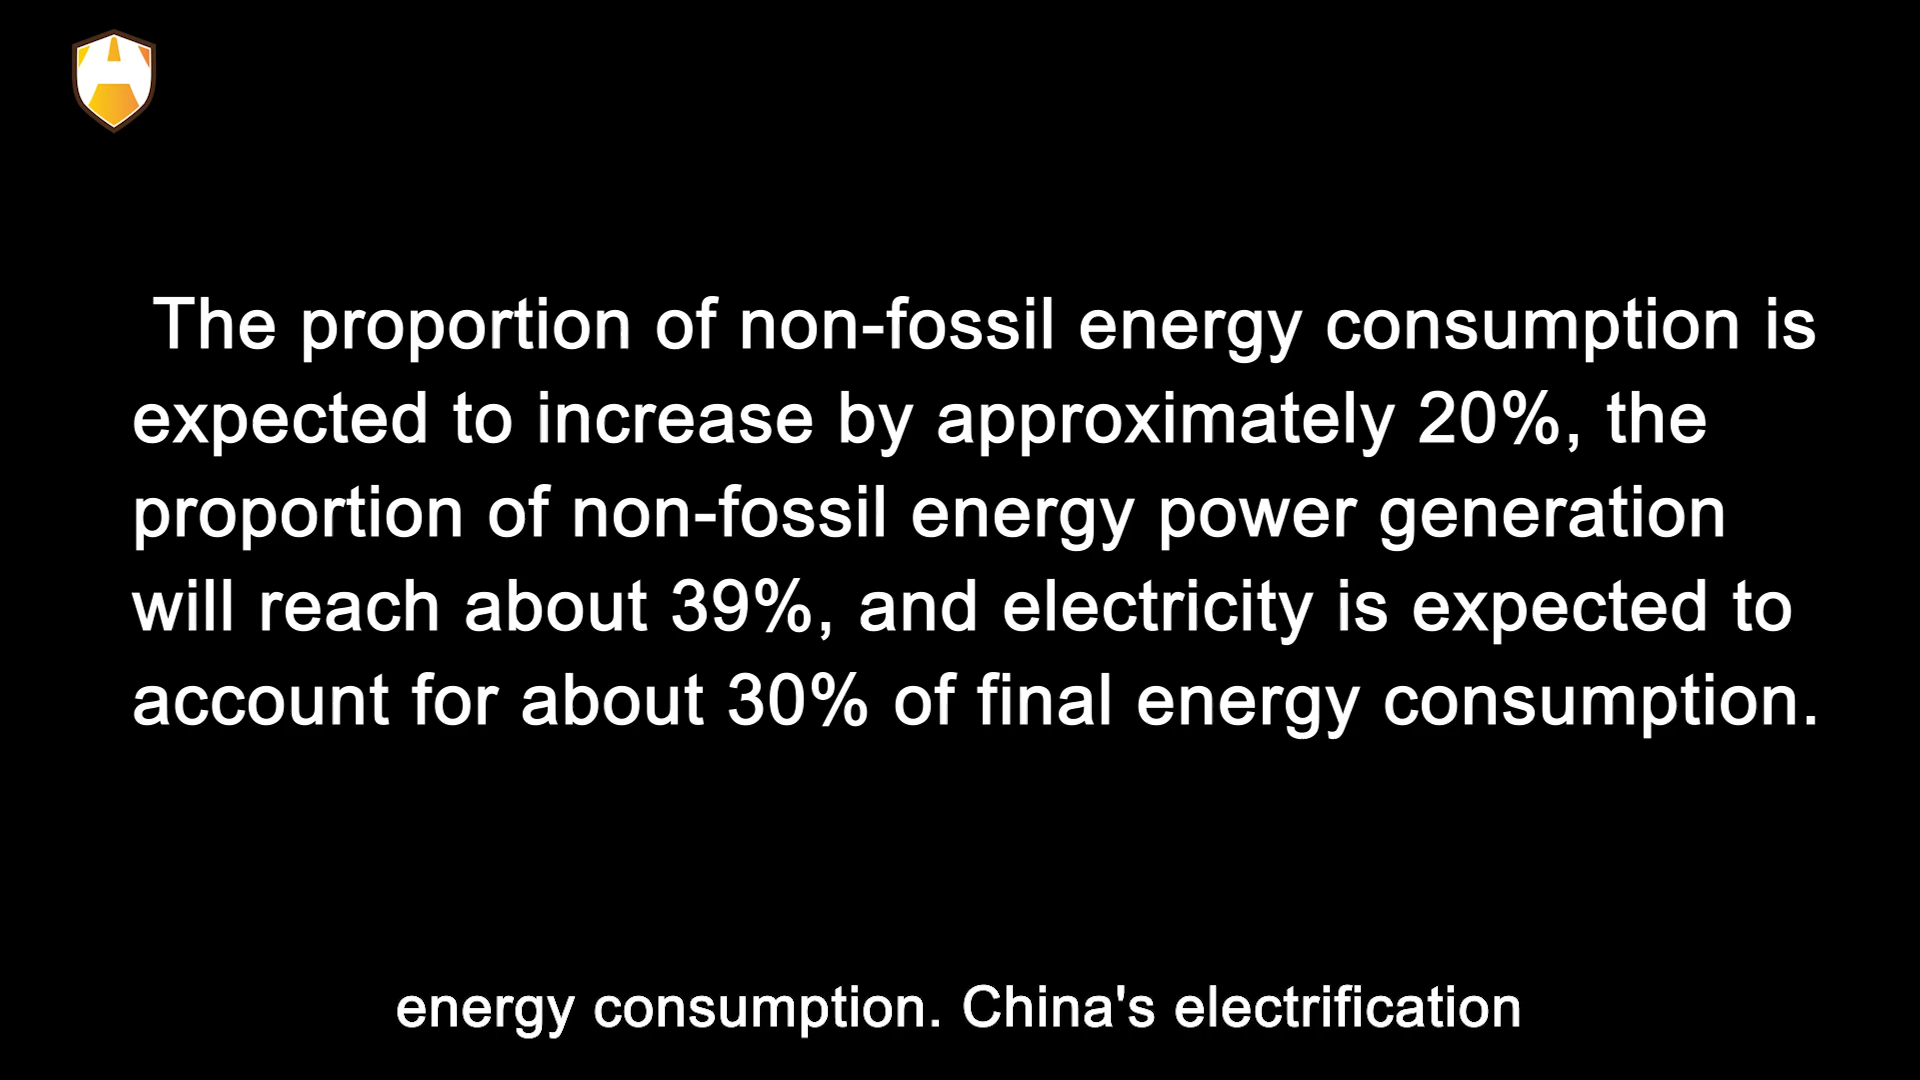 The proportion of non-fossil energy consumption is
expected to increase by approximately 20%, the
proportion of non-fossil energy power generation
will reach about 39%, and electricity is expected to
account for about 30% of final energy consumption.
energy consumption. China's electrification